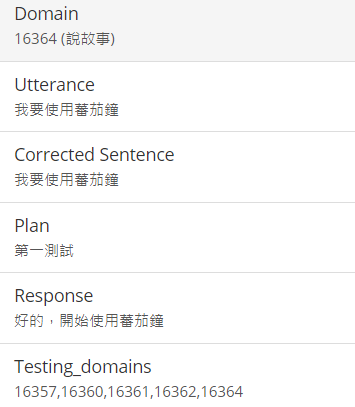 Domain
16364 (說故事)
Utterance
我要使用蕃茄鐘
Corrected Sentence
我要使用蕃茄鐘
Plan
第一測試
Response
好的，開始使用蕃茄鐘
Testing_domains
16357,16360,16361,16362,16364